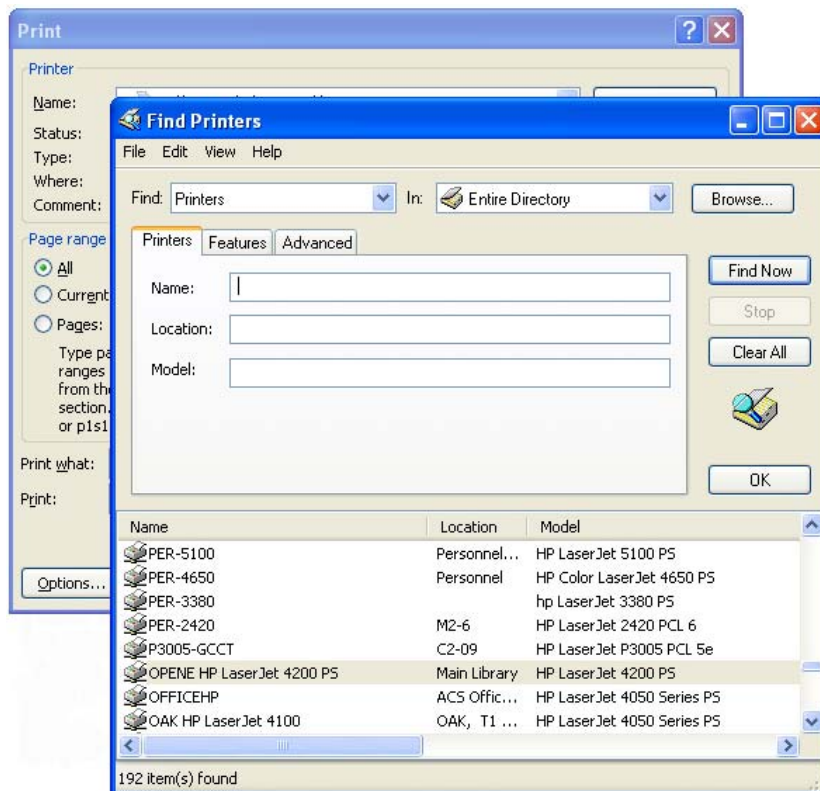 Print
Printer
Name:
Status:
Type:
Where:
Comment:
Page range
All
Current
Pages:
Type pa
ranges
from the
section.
or p1s1
Print what:
Print:
Options...
Find Printers
File Edit View Help
Find: Printers In: Entire Directory Browse...
Printers Features Advanced
Name:
Location:
Model:
Find Now
Stop
Clear All
OK
Name Location Model
PER-5100 Personnel... HP LaserJet 5100 PS
PER-4650 Personnel HP Color LaserJet 4650 PS
PER-3380 hp LaserJet 3380 PS
PER-2420 M2-6 HP LaserJet 2420 PCL 6
P3005-GCCT C2-09 HP LaserJet P3005 PCL 5e
OPENE HP LaserJet 4200 PS Main Library HP LaserJet 4200 PS
OFFICEHP ACS Offic... HP LaserJet 4050 Series PS
OAK HP LaserJet 4100 OAK, T1 ... HP LaserJet 4050 Series PS
192 item(s) found